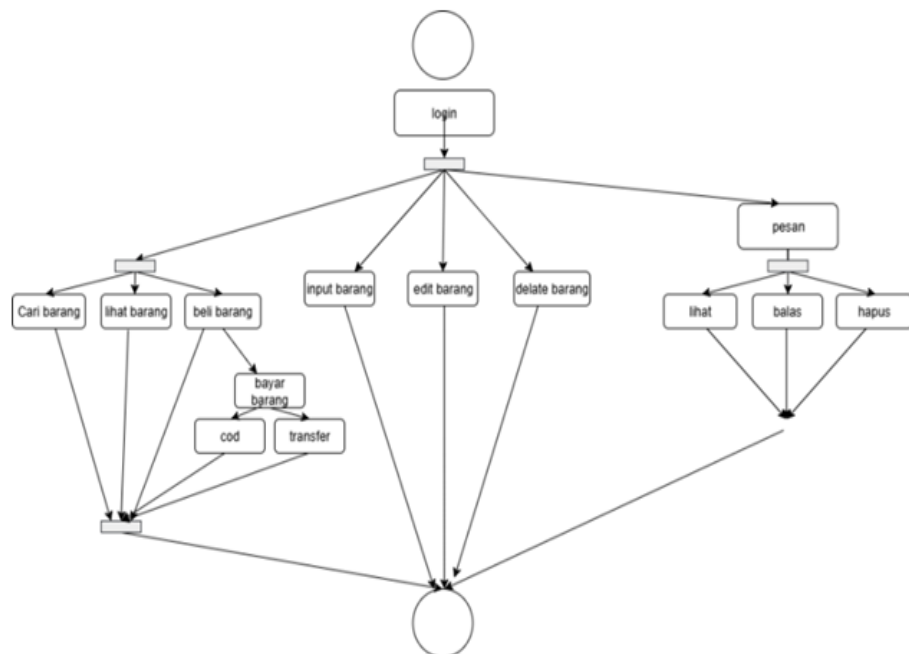 login
pesan
input barang
edit barang
delate barang
Cari barang
lihat barang
beli barang
lihat
balas
hapus
bayar
barang
cod
transfer